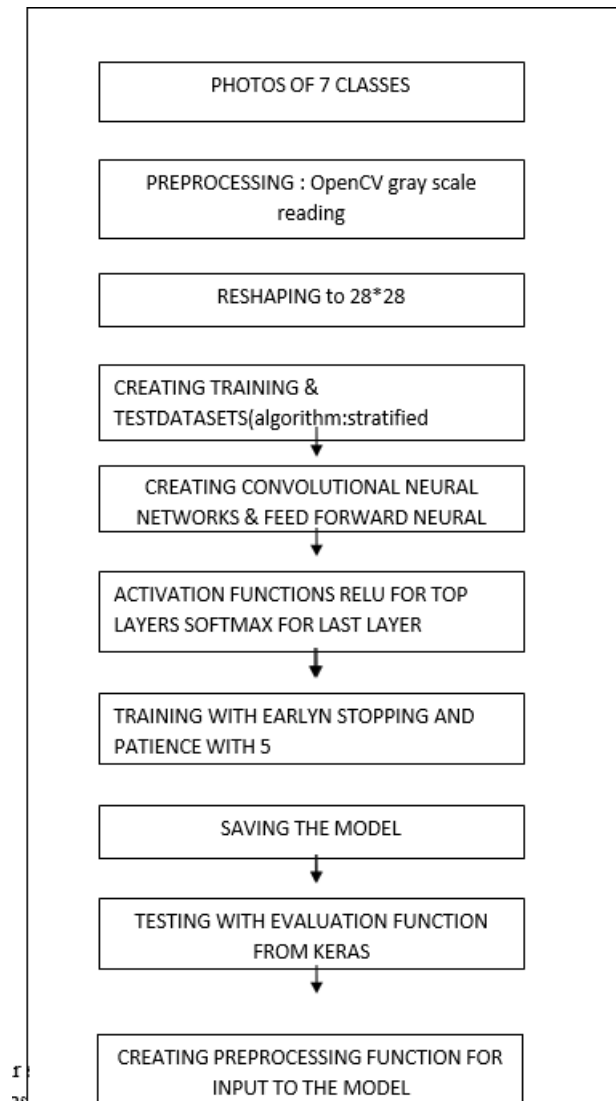 PHOTOS OF 7 CLASSES
PREPROCESSING : OpenCV gray scale
reading
RESHAPING to 28*28
CREATING TRAINING &
TESTDATASETS(algorithm:stratified
CREATING CONVOLUTIONAL NEURAL
NETWORKS & FEED FORWARD NEURAL
ACTIVATION FUNCTIONS RELU FOR TOP
LAYERS SOFTMAX FOR LAST LAYER
TRAINING WITH EARLYN STOPPING AND
PATIENCE WITH 5
SAVING THE MODEL
TESTING WITH EVALUATION FUNCTION
FROM KERAS
CREATING PREPROCESSING FUNCTION FOR
INPUT TO THE MODEL